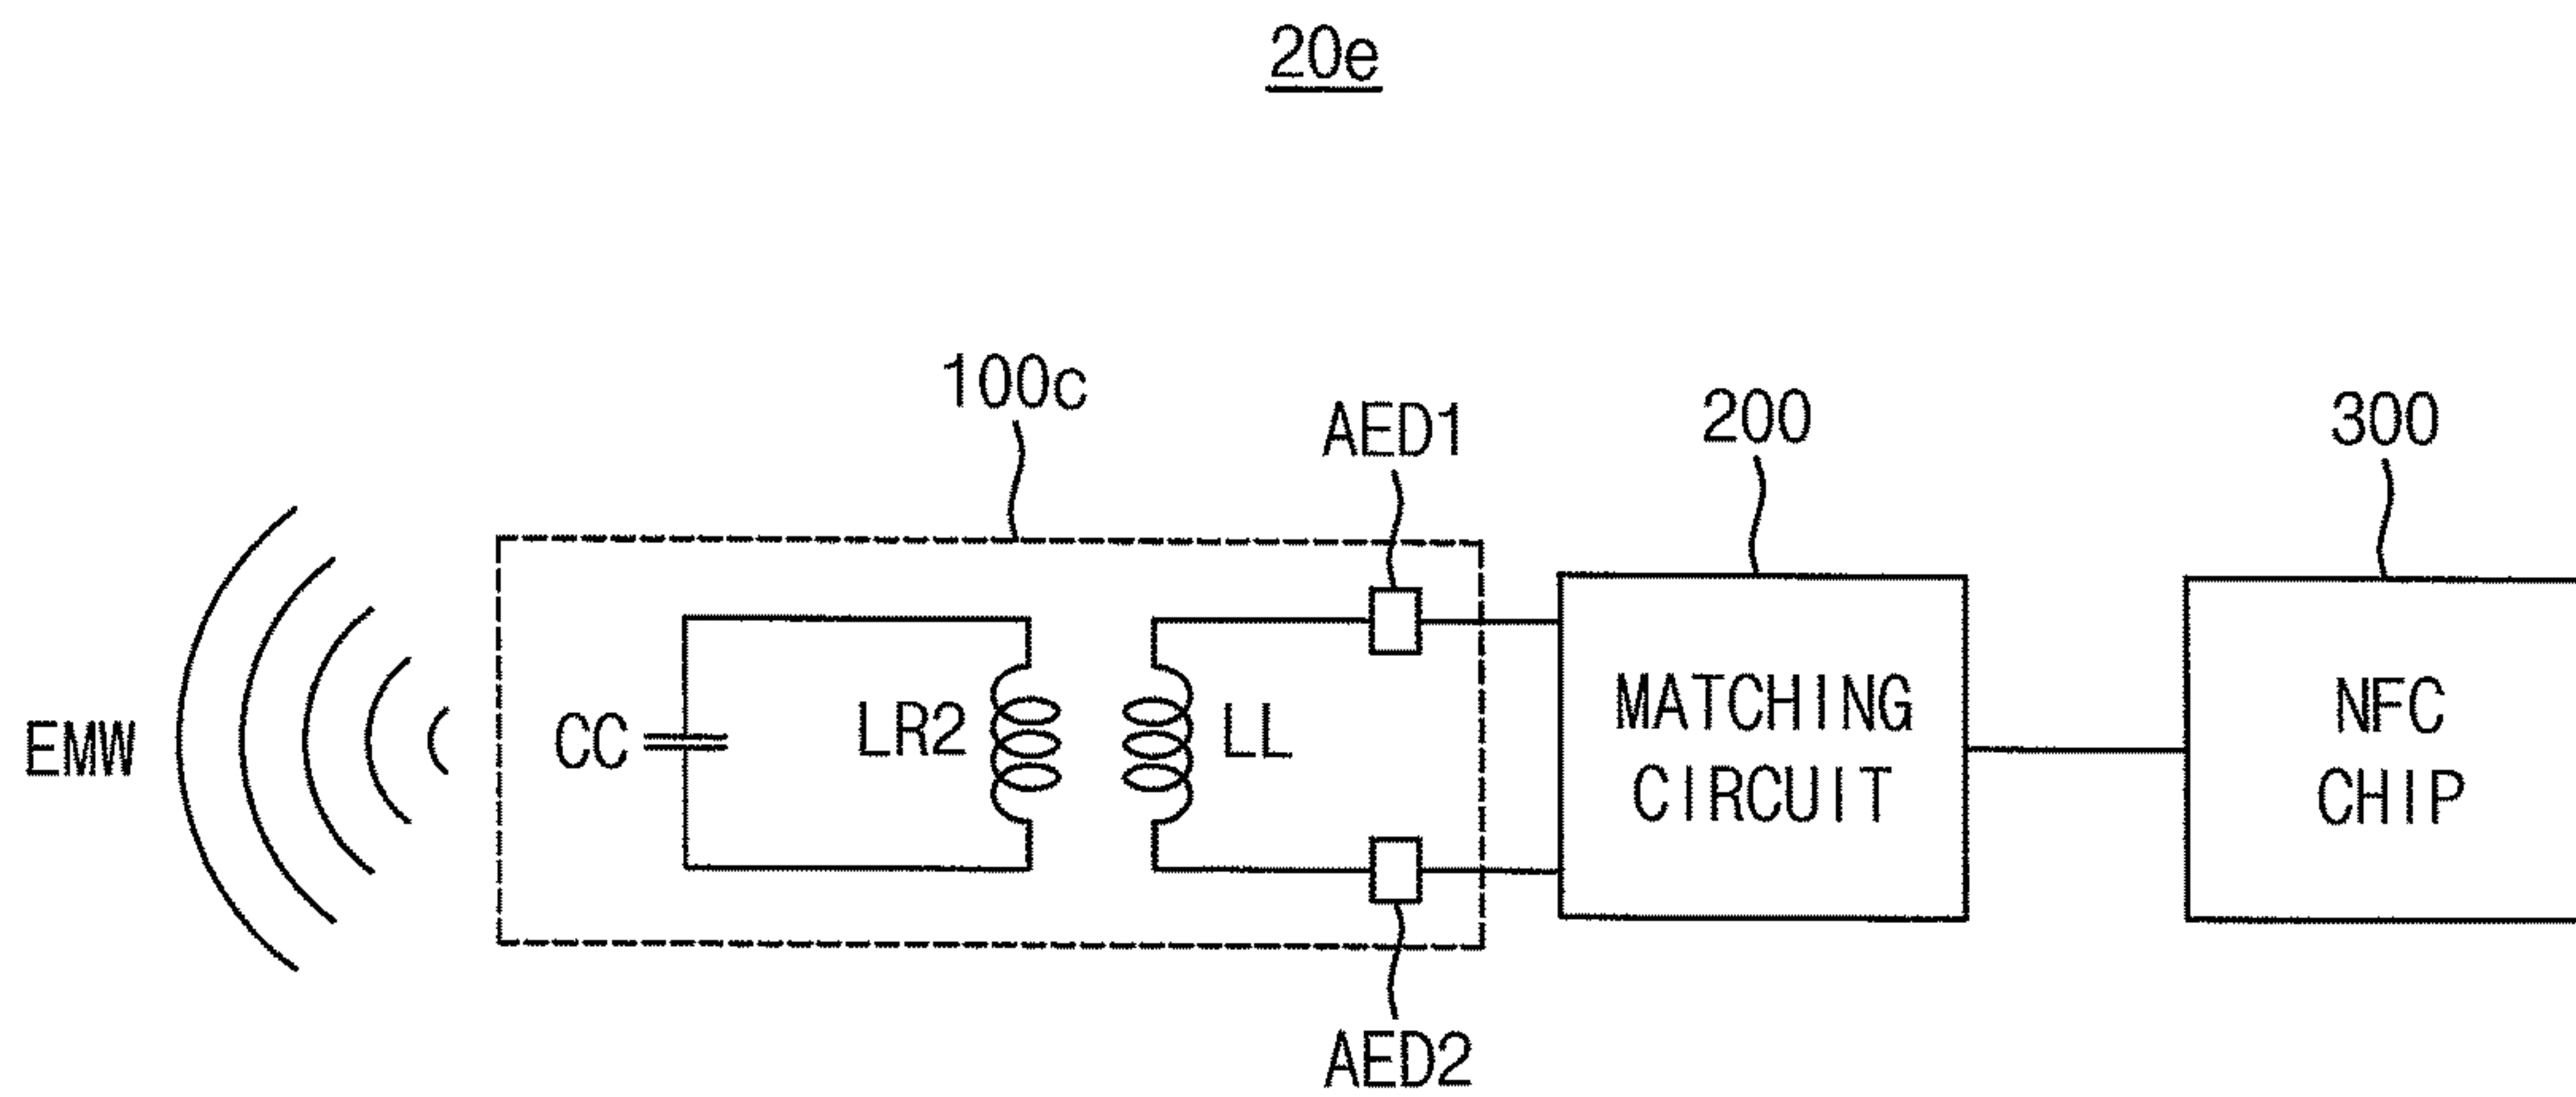 20e
100c
AED1
200
300
EMW
CC
LR2
LL
MATCHING
CIRCUIT
NFC
CHIP
AED2